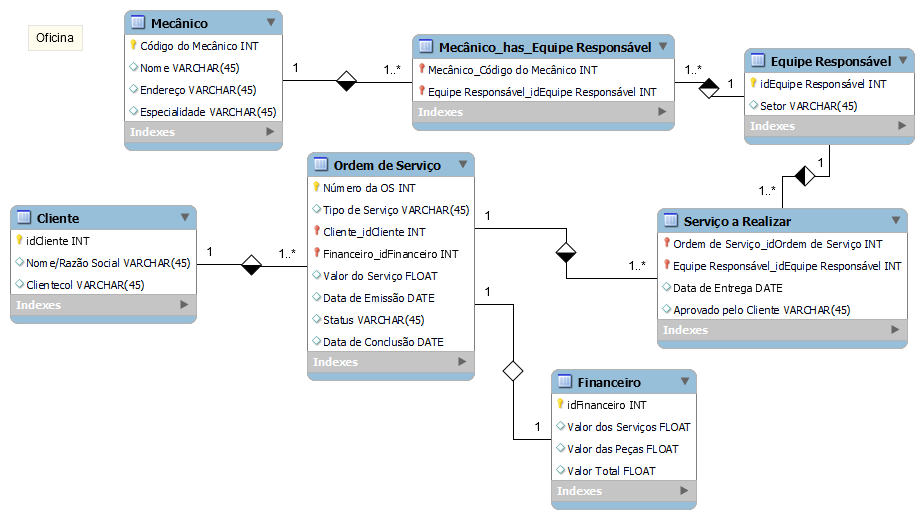 Oficina
Mecânico
Código do Mecânico INT
Nome VARCHAR(45)
Endereço VARCHAR(45)
Especialidade VARCHAR(45)
Indexes
1
1..*
Mecânico_has_Equipe Responsável
Mecânico_Código do Mecânico INT
Equipe Responsável_idEquipe Responsável INT
Indexes
1..*
1
Equipe Responsável
idEquipe Responsável INT
Setor VARCHAR(45)
Indexes
1
1..*
Cliente
idCliente INT
Nome/Razão Social VARCHAR(45)
Clientecol VARCHAR(45)
Indexes
1
1..*
Ordem de Serviço
Número da OS INT
Tipo de Serviço VARCHAR(45)
Cliente_idCliente INT
Financeiro_idFinanceiro INT
Valor do Serviço FLOAT
Data de Emissão DATE
Status VARCHAR(45)
Data de Conclusão DATE
Indexes
1
1..*
1
1
Serviço a Realizar
Ordem de Serviço_idOrdem de Serviço INT
Equipe Responsável_idEquipe Responsável INT
Data de Entrega DATE
Aprovado pelo Cliente VARCHAR(45)
Indexes
Financeiro
idFinanceiro INT
Valor dos Serviços FLOAT
Valor das Peças FLOAT
Valor Total FLOAT
Indexes